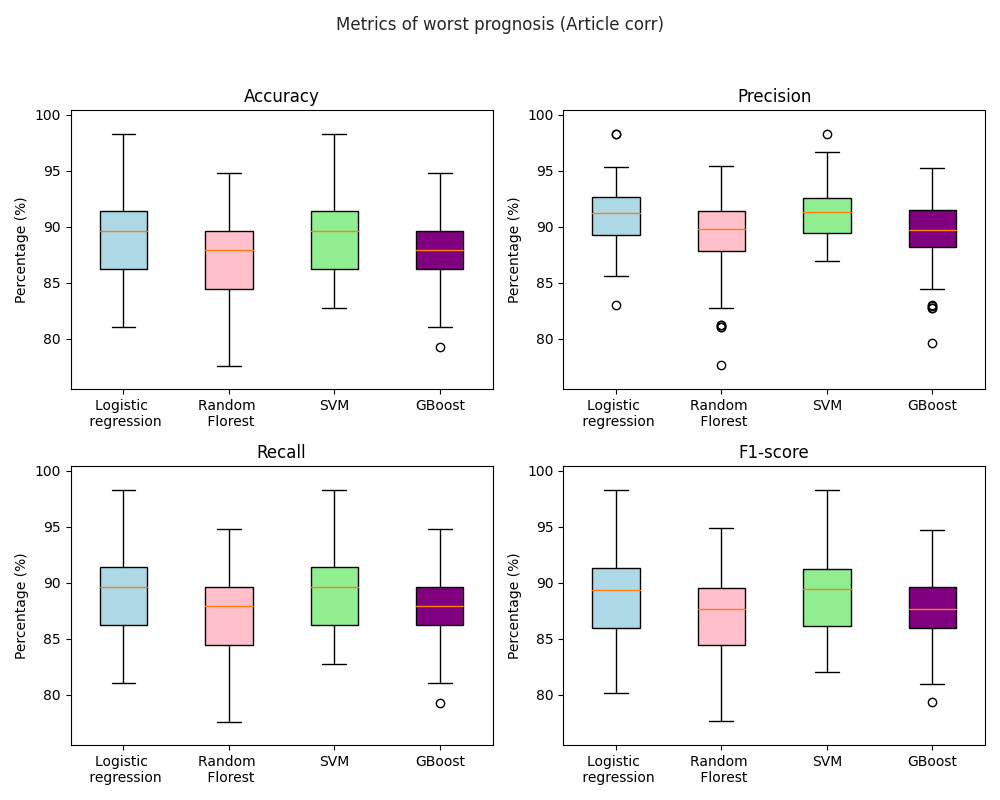 Metrics of worst prognosis (Article corr)
Accuracy
Percentage (%)
100
95
90
85
80
Logistic
regression
Random
Florest
SVM
GBoost
Precision
Percentage (%)
100
95
90
85
80
Logistic
regression
Random
Florest
SVM
GBoost
Recall
Percentage (%)
100
95
90
85
80
Logistic
regression
Random
Florest
SVM
GBoost
F1-score
Percentage (%)
100
95
90
85
80
Logistic
regression
Random
Florest
SVM
GBoost